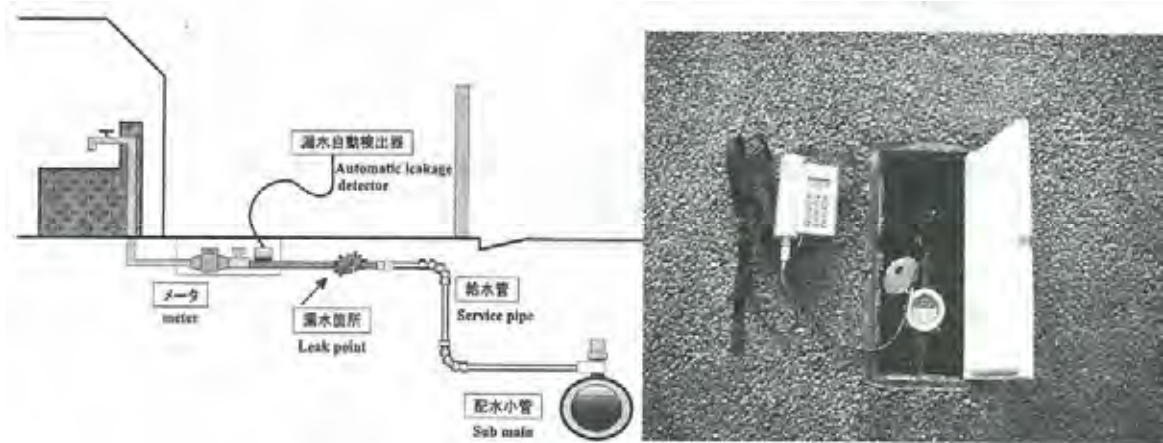 漏水自動検出器
Automatic leakage
detector
メータ
meter
漏水箇所
Leak point
給水管
Service pipe
配水小管
Sub main